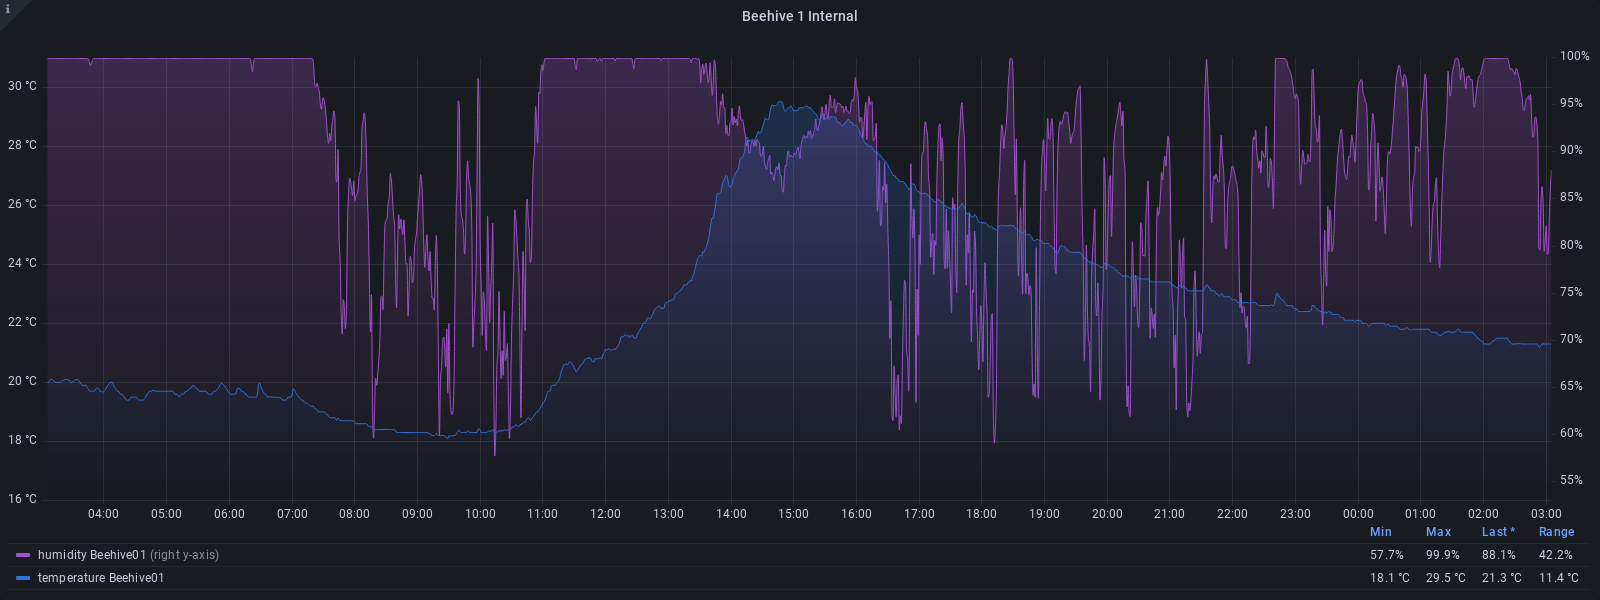 i
Beehive 1 Internal
30 °C
28 °C
26 °C
24 °C
22 °C
20 °C
18 °C
16 °C
100%
95%
90%
85%
80%
75%
70%
65%
60%
55%
04:00 05:00 06:00 07:00 08:00 09:00 10:00 11:00 12:00 13:00 14:00 15:00 16:00 17:00 18:00 19:00 20:00 21:00 22:00 23:00 00:00 01:00 02:00 03:00
Min Max Last * Range
humidity Beehive01 (right y-axis) 57.7% 99.9% 88.1% 42.2%
temperature Beehive01 18.1 °C 29.5 °C 21.3 °C 11.4 °C